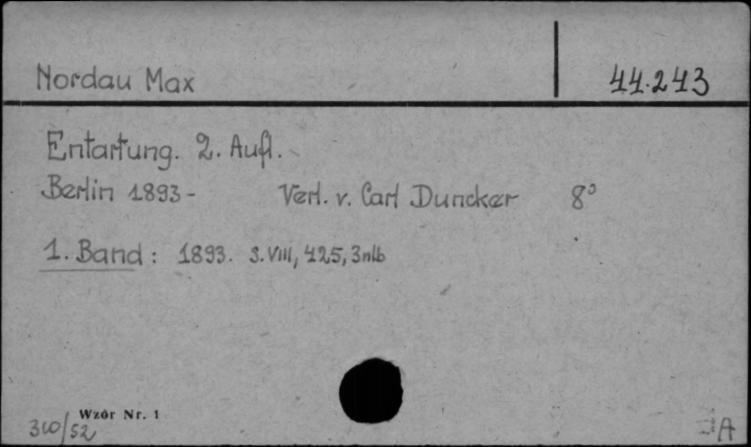 Nordau Max 44.243
Entartung. 2. Aufl.
Berlin 1893- Verl. v. Carl Duncker 8°
1. Band: 1893. S. VIII, 425, 3nlb
Wzór Nr. 1
310/52 A